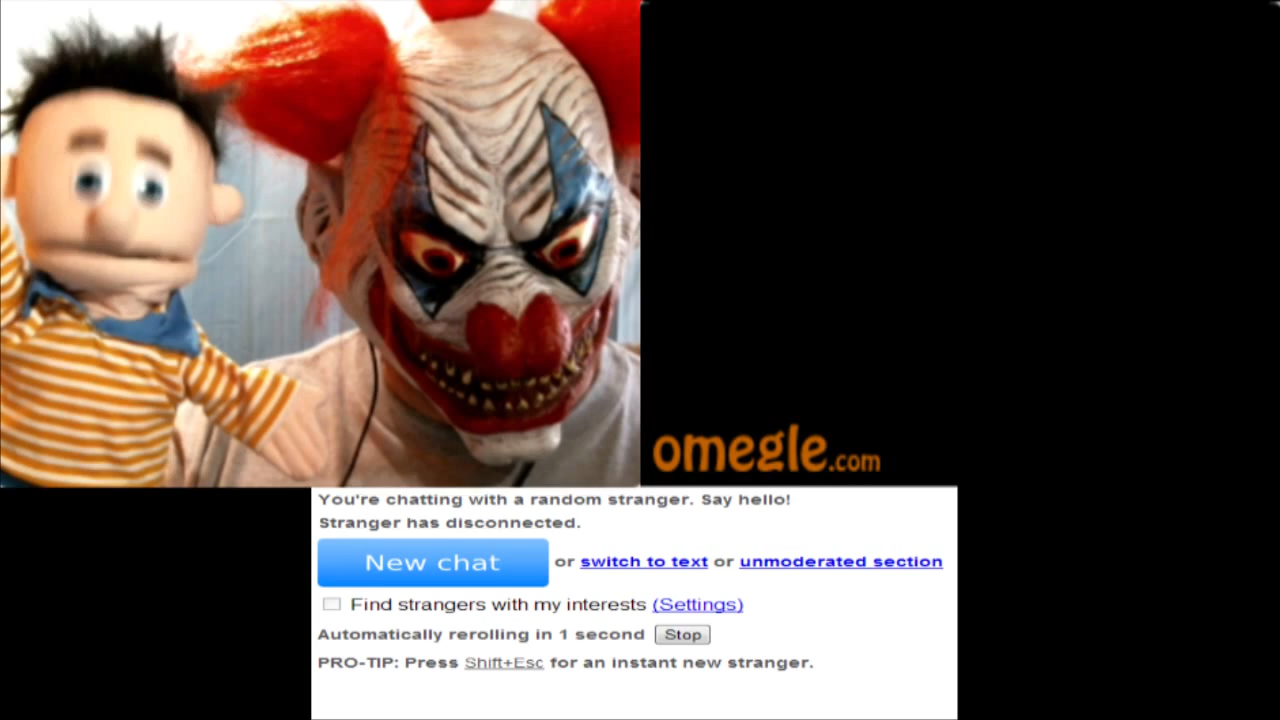 omegle.com
You're chatting with a random stranger. Say hello!
Stranger has disconnected.
New chat or switch to text or unmoderated section
Find strangers with my interests (Settings)
Automatically rerolling in 1 second Stop
PRO-TIP: Press Shift+Esc for an instant new stranger.